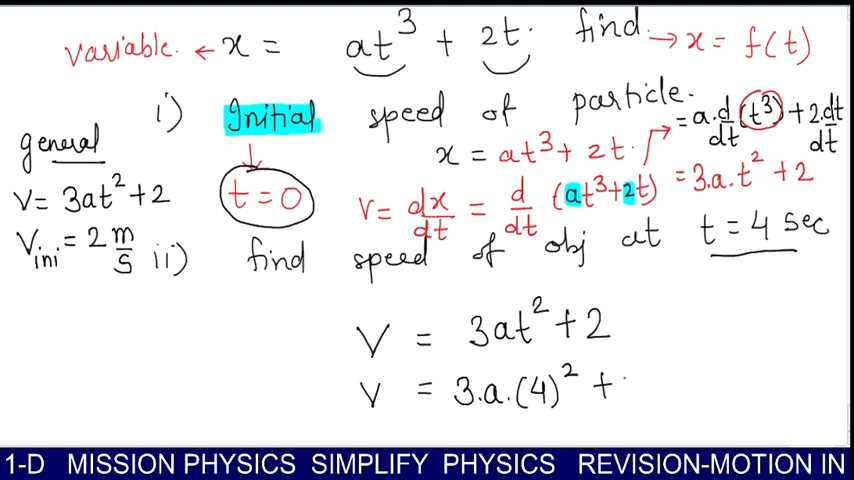 variable. ← x = at³ + 2t. find → x = f(t)
i) Initial speed of particle.
= a.d/dt(t³) + 2.dt/dt
general
x = at³ + 2t.
v = 3at² + 2
t = 0
v = dx/dt = d/dt (at³+2t) = 3.a.t² + 2
Vini = 2 m/s
ii) find speed of obj at t = 4 sec
V = 3at² + 2
V = 3.a.(4)² +
1-D MISSION PHYSICS SIMPLIFY PHYSICS REVISION-MOTION IN